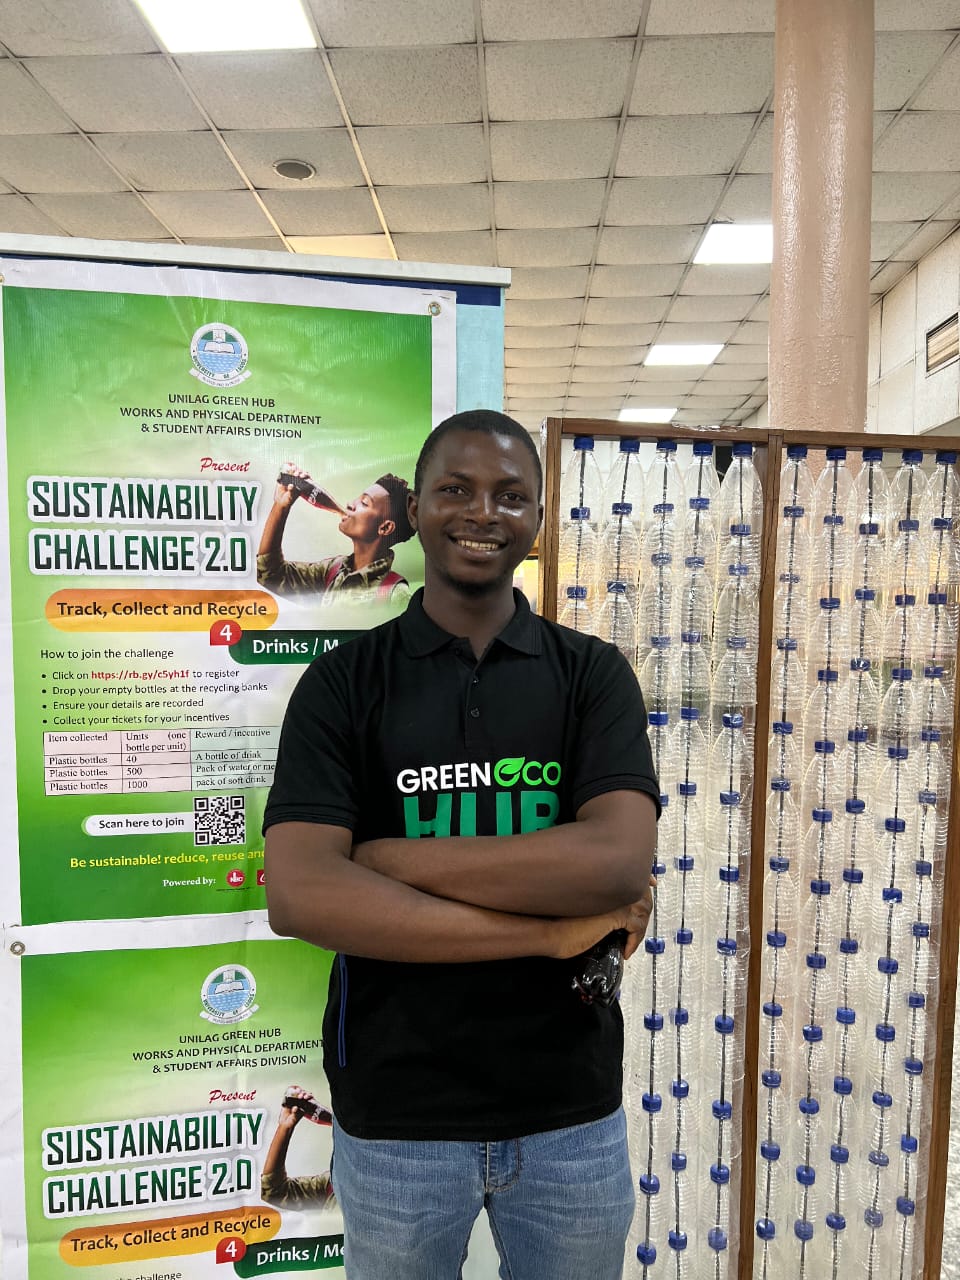 UNIVERSITY OF LAGOS
UNILAG GREEN HUB
WORKS AND PHYSICAL DEPARTMENT
& STUDENT AFFAIRS DIVISION
Present
SUSTAINABILITY
CHALLENGE 2.0
Track, Collect and Recycle
4
Drinks /
How to join the challenge
• Click on https://rb.gy/c5yh1f to register
• Drop your empty bottles at the recycling banks
• Ensure your details are recorded
• Collect your tickets for your incentives
Item collected Units (one bottle per unit) Reward / incentive
Plastic bottles 40 A bottle of drink
Plastic bottles 500 Pack of water or
Plastic bottles 1000 pack of soft drink
Scan here to join
Be sustainable! reduce, reuse
Powered by: NBC
GREEN ECO
HUB
UNILAG GREEN HUB
WORKS AND PHYSICAL DEPARTMENT
& STUDENT AFFAIRS DIVISION
Present
SUSTAINABILITY
CHALLENGE 2.0
Track, Collect and Recycle
4
Drinks /
challenge